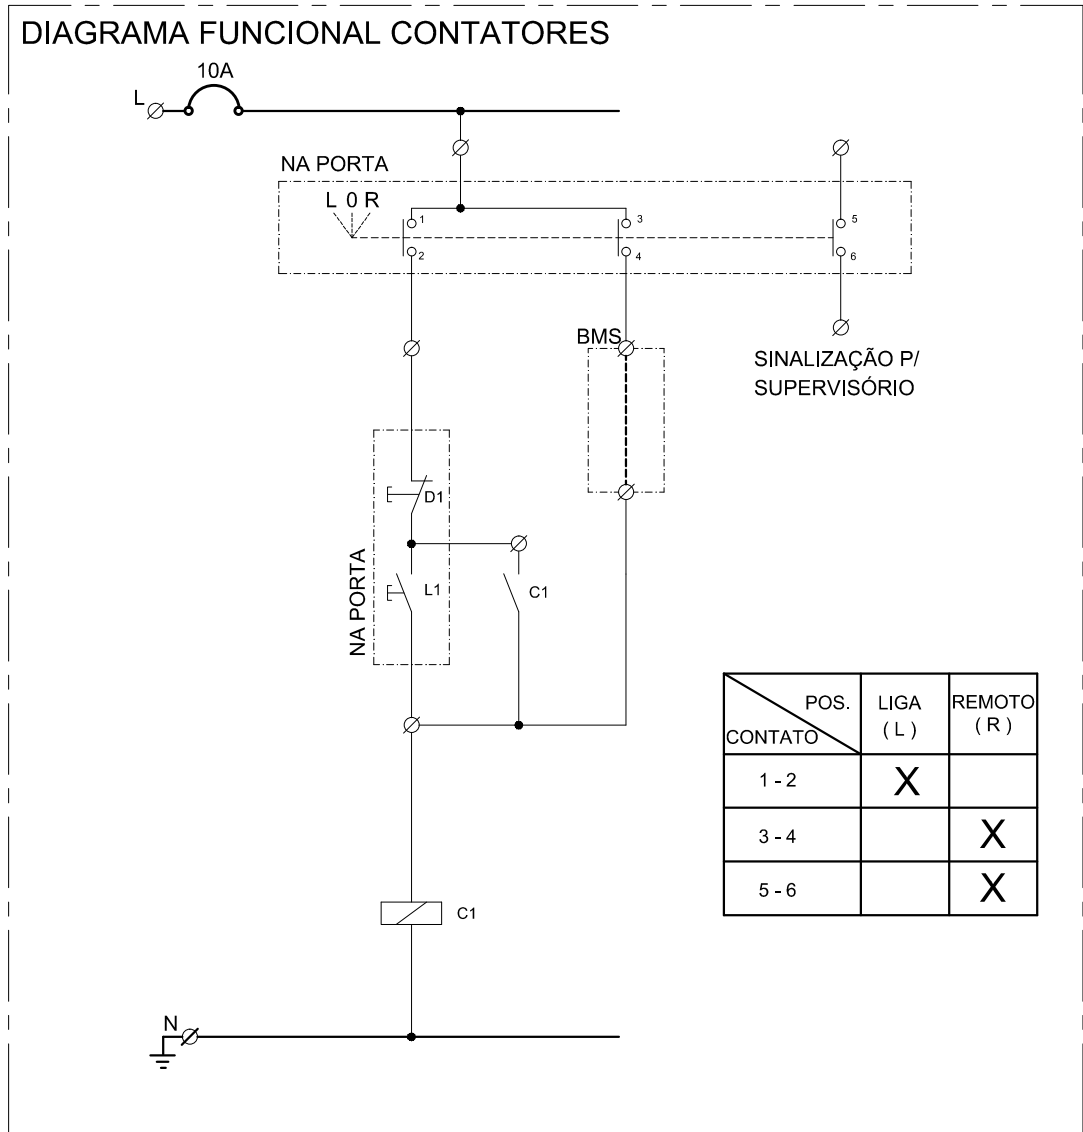 DIAGRAMA FUNCIONAL CONTATORES
10A
L
NA PORTA
L 0 R
1
3
5
2
4
6
BMS
SINALIZAÇÃO P/
SUPERVISÓRIO
D1
L1
C1
NA PORTA
POS.
CONTATO
LIGA
( L )
REMOTO
( R )
1 - 2
X
3 - 4
X
5 - 6
X
C1
N